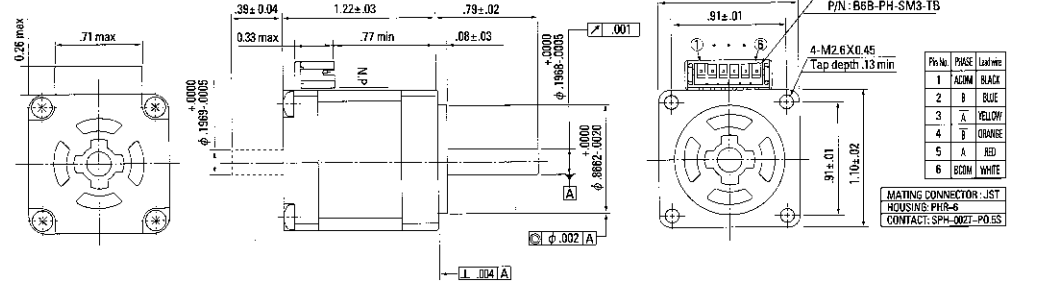 0.26 max
.71 max
.39± 0.04
1.22±.03
.79±.02
0.33 max
.77 min
.08±.03
N.P
+.0000
ϕ.1969-.0005
+.0000
ϕ.1968-.0005
.001
+.0000
ϕ.8662-.0020
A
ϕ.002 A
⊥ .004 A
P/N : B6B-PH-SM3-TB
.91±.01
1 6
4-M2.6X0.45
Tap depth .13 min
.91±.01
1.10±.02
Pin No. PHASE Lead wire
1 ACOM BLACK
2 B BLUE
3 A̅ YELLOW
4 B̅ ORANGE
5 A RED
6 BCOM WHITE
MATING CONNECTOR : JST
HOUSING: PHR-6
CONTACT: SPH-002T-P0.5S